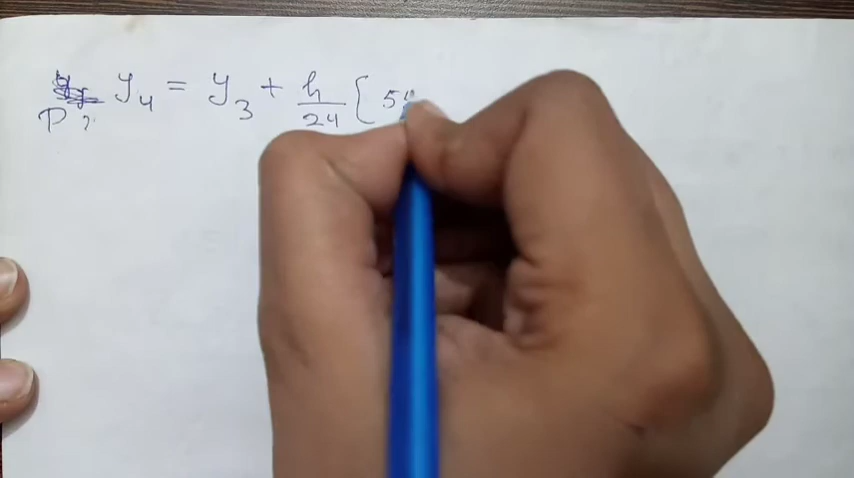 P: y₄ = y₃ + h/24 { 5